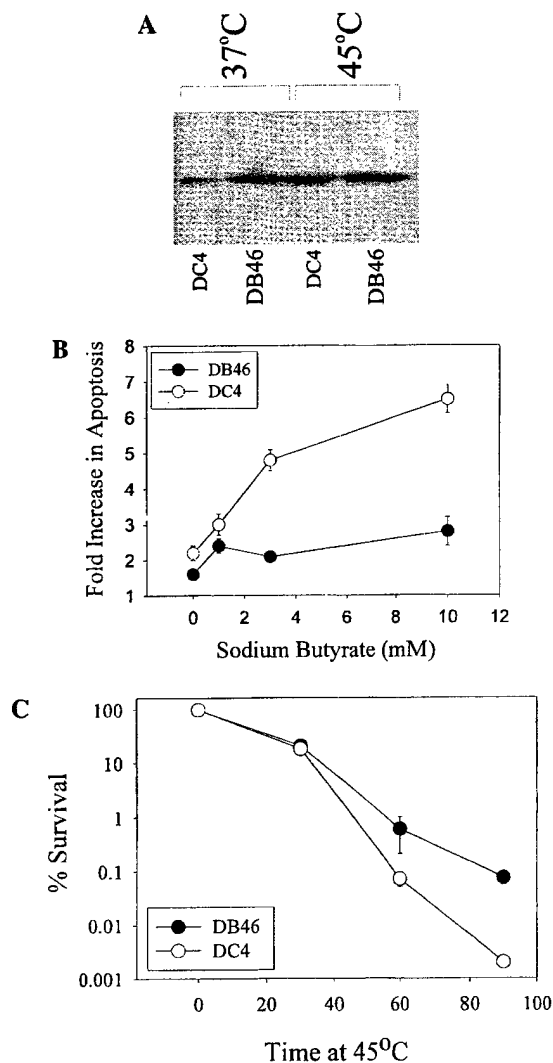 A
37°C
45°C
DC4
DB46
DC4
DB46
B
8
7
6
5
4
3
2
1
Fold Increase in Apoptosis
DB46
DC4
0
2
4
6
8
10
12
Sodium Butyrate (mM)
C
100
10
1
0.1
0.01
0.001
% Survival
DB46
DC4
0
20
40
60
80
100
Time at 45°C